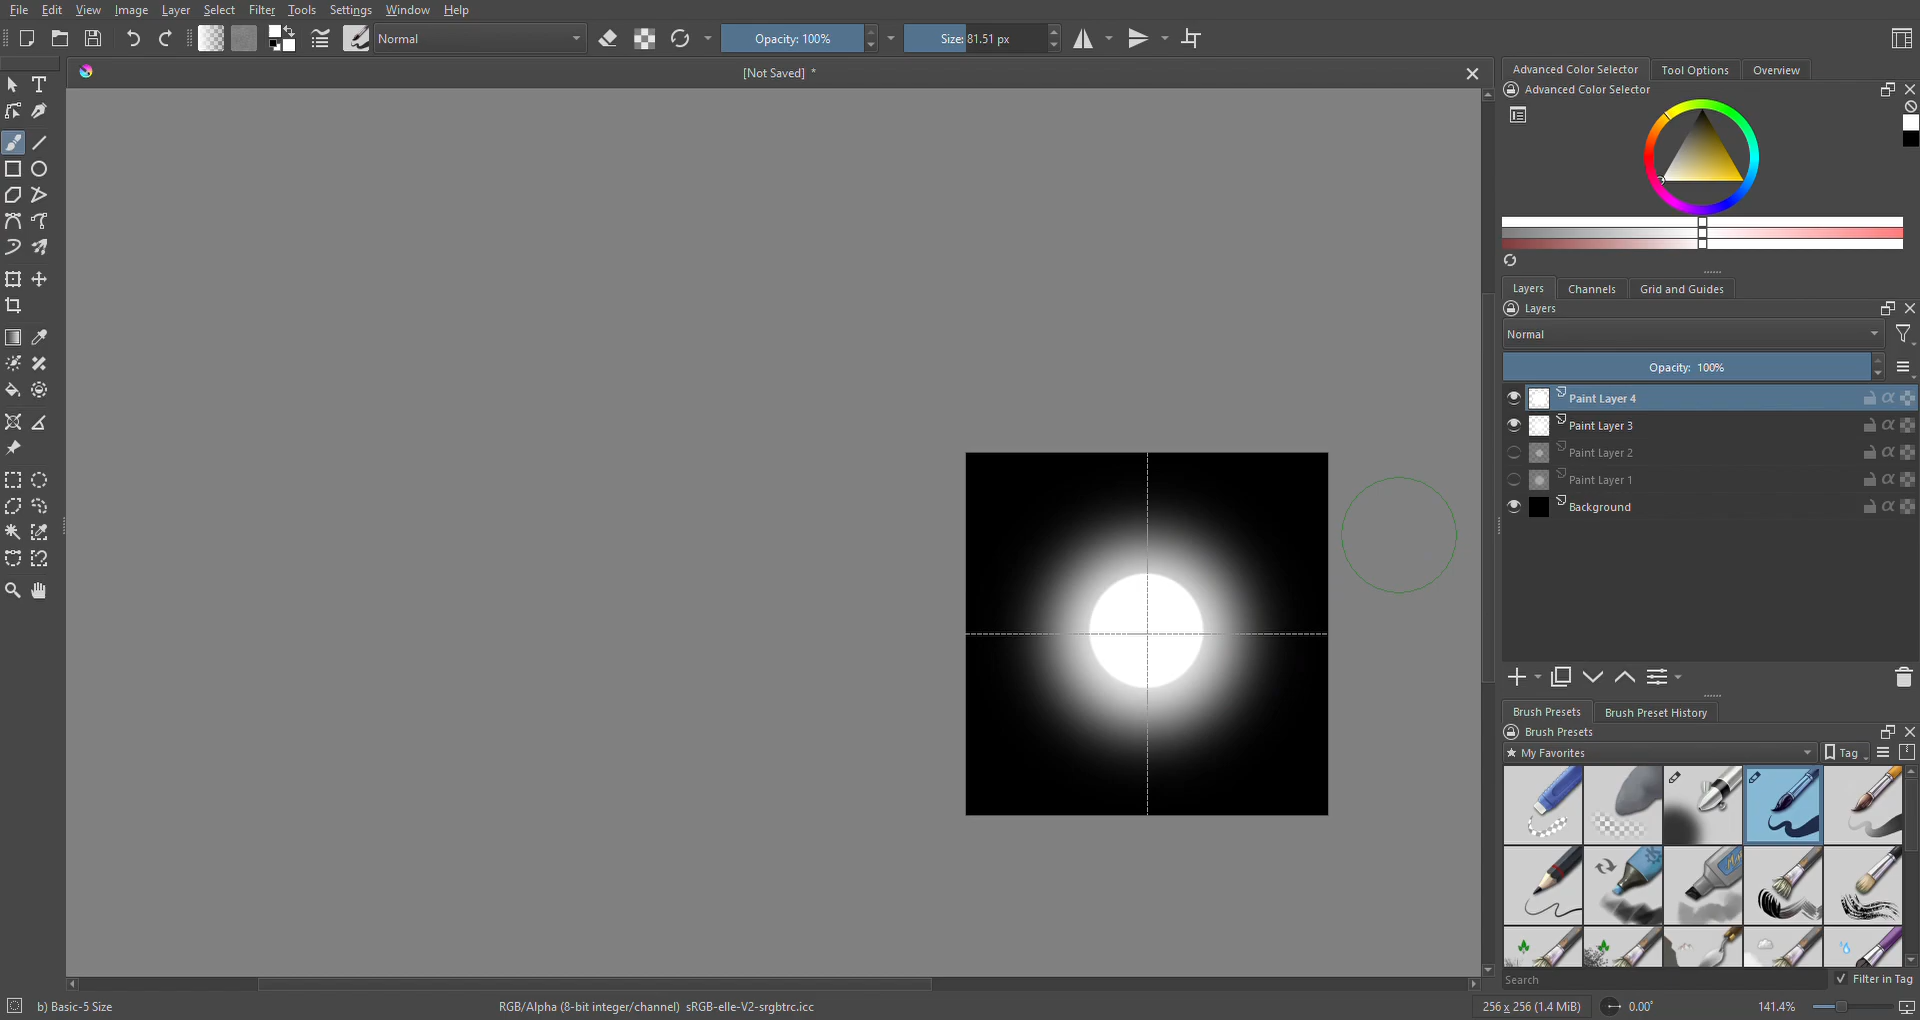 File Edit View Image Layer Select Filter Tools Settings Window Help
Normal
Opacity: 100%
Size: 81.51 px
[Not Saved] *
Advanced Color Selector Tool Options Overview
Advanced Color Selector
Layers Channels Grid and Guides
Layers
Normal
Opacity: 100%
Paint Layer 4
Paint Layer 3
Paint Layer 2
Paint Layer 1
Background
Brush Presets Brush Preset History
Brush Presets
★ My Favorites Tag
Search Filter in Tag
b) Basic-5 Size RGB/Alpha (8-bit integer/channel) sRGB-elle-V2-srgbtrc.icc 256 x 256 (1.4 MiB) 0.00° 141.4%